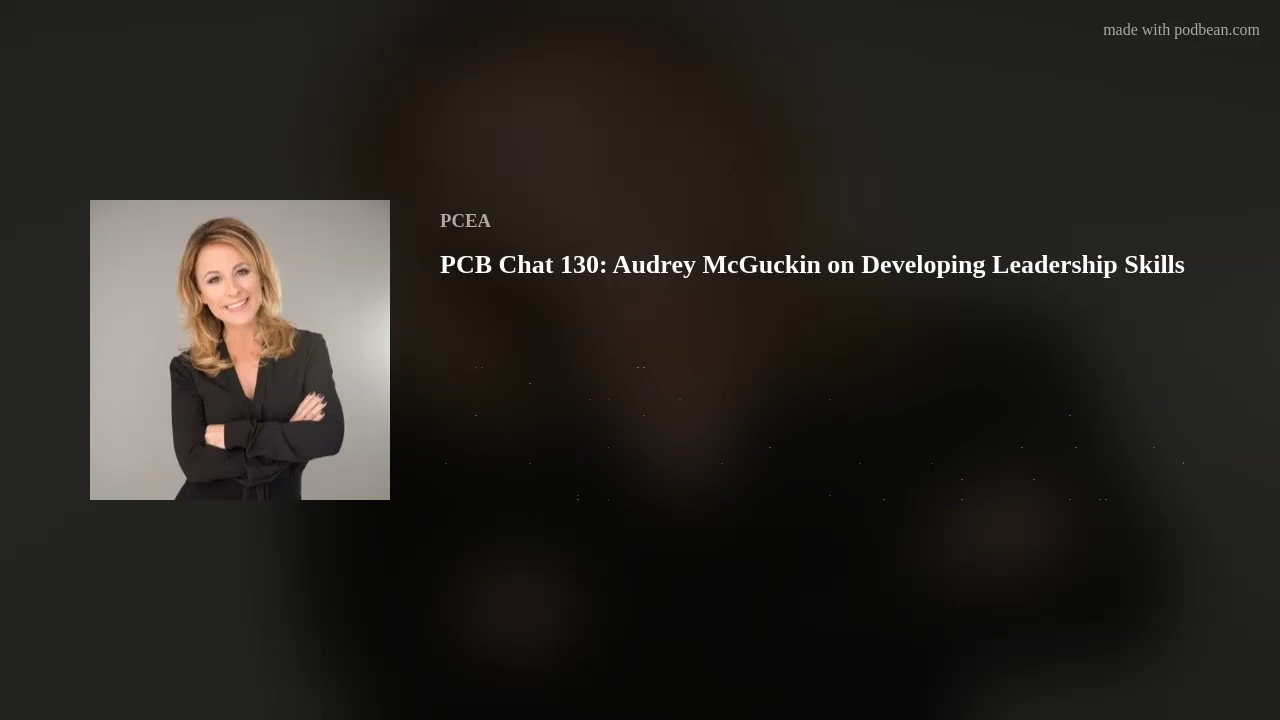 made with podbean.com
PCEA
PCB Chat 130: Audrey McGuckin on Developing Leadership Skills